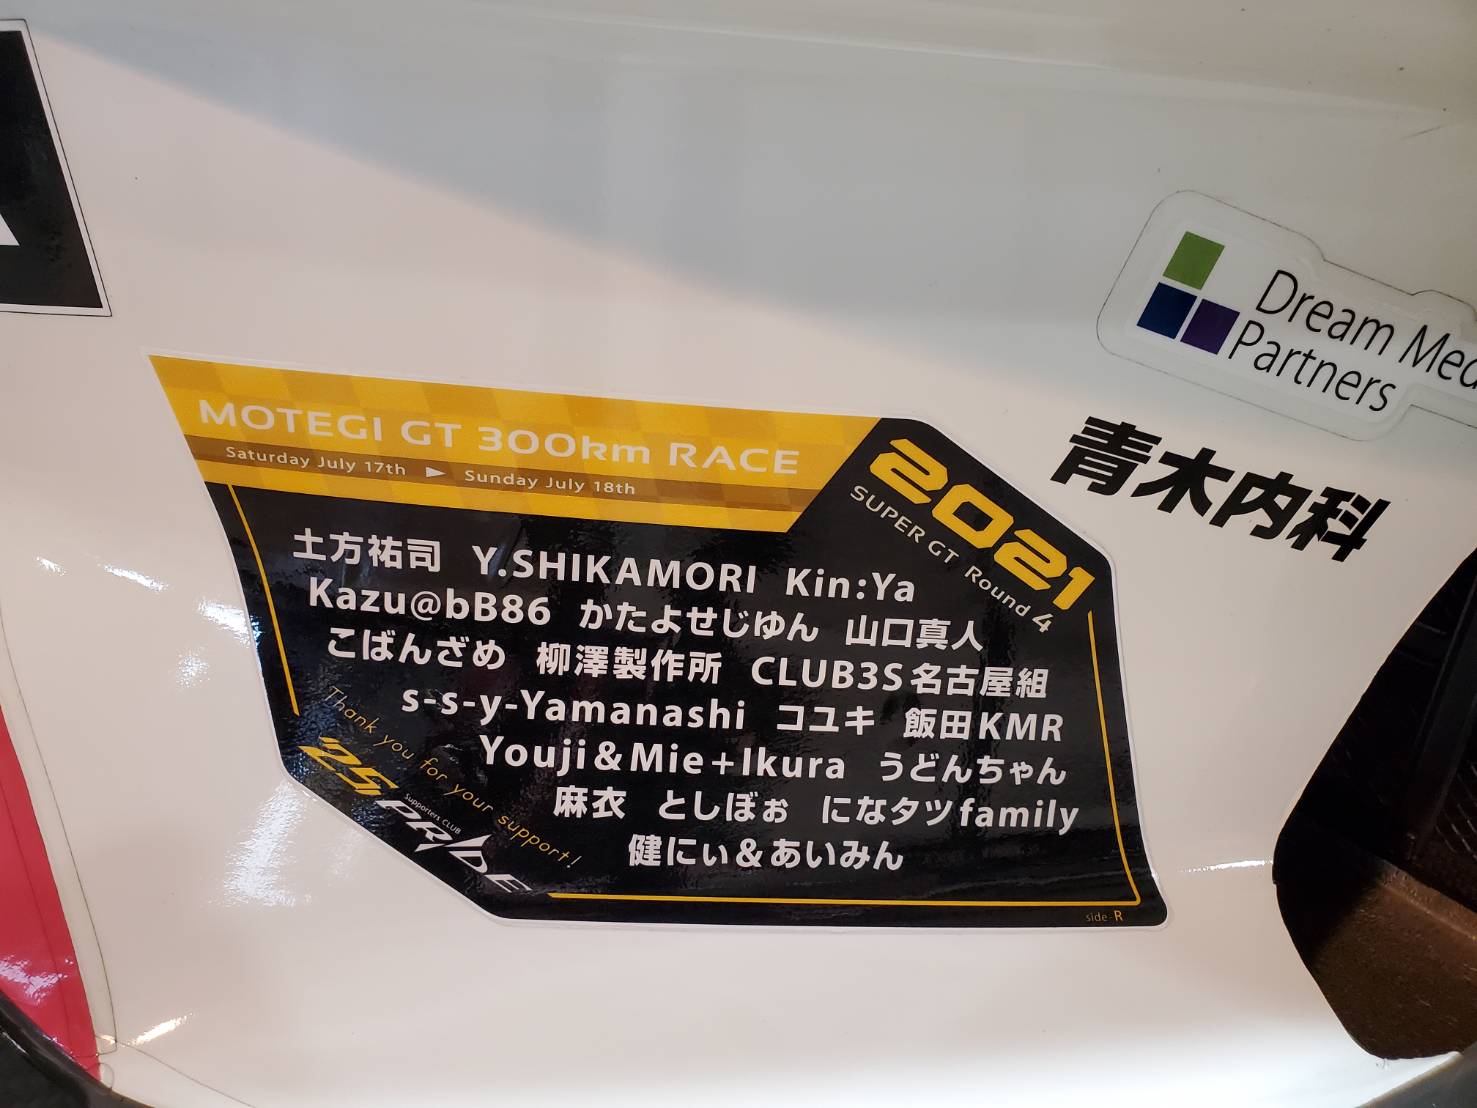 Dream Med
Partners
青木内科
MOTEGI GT 300km RACE
Saturday July 17th ▶ Sunday July 18th
2021
SUPER GT Round 4
土方祐司 Y.SHIKAMORI Kin:Ya
Kazu@bB86 かたよせじゆん 山口真人
こばんざめ 柳澤製作所 CLUB3S名古屋組
s-s-y-Yamanashi コユキ 飯田KMR
Youji&Mie+Ikura うどんちゃん
麻衣 としぼぉ になタツfamily
健にぃ&あいみん
Thank you for your support!
25
Supporters CLUB
PRIDE
side-R